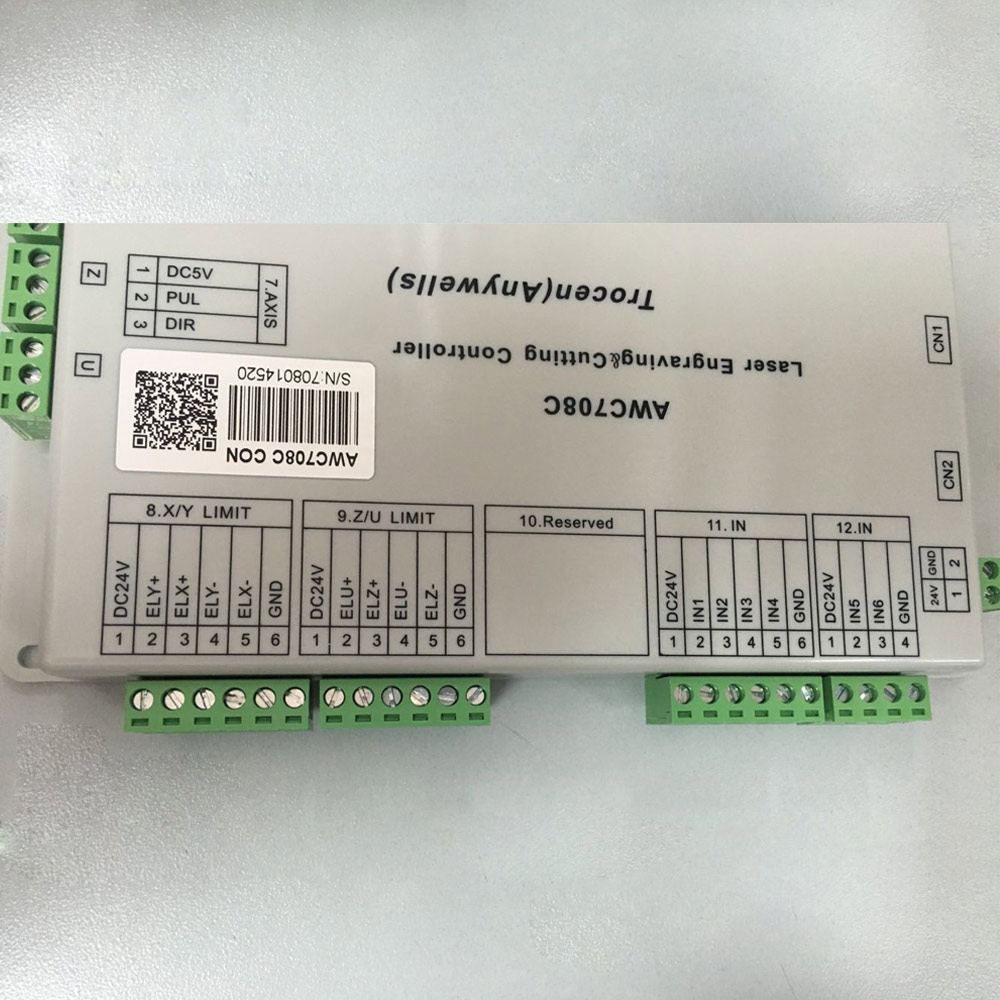 Z
U
1 DC5V
2 PUL
3 DIR
7.AXIS
Trocen(Anywells)
Laser Engraving&Cutting Controller
AWC708C
CN1
CN2
S/N:708014520
AWC708C CON
8.X/Y LIMIT
DC24V ELY+ ELX+ ELY- ELX- GND
1 2 3 4 5 6
9.Z/U LIMIT
DC24V ELU+ ELZ+ ELU- ELZ- GND
1 2 3 4 5 6
10.Reserved
11. IN
DC24V IN1 IN2 IN3 IN4 GND
1 2 3 4 5 6
12.IN
DC24V IN5 IN6 GND
1 2 3 4
GND 2
24V 1